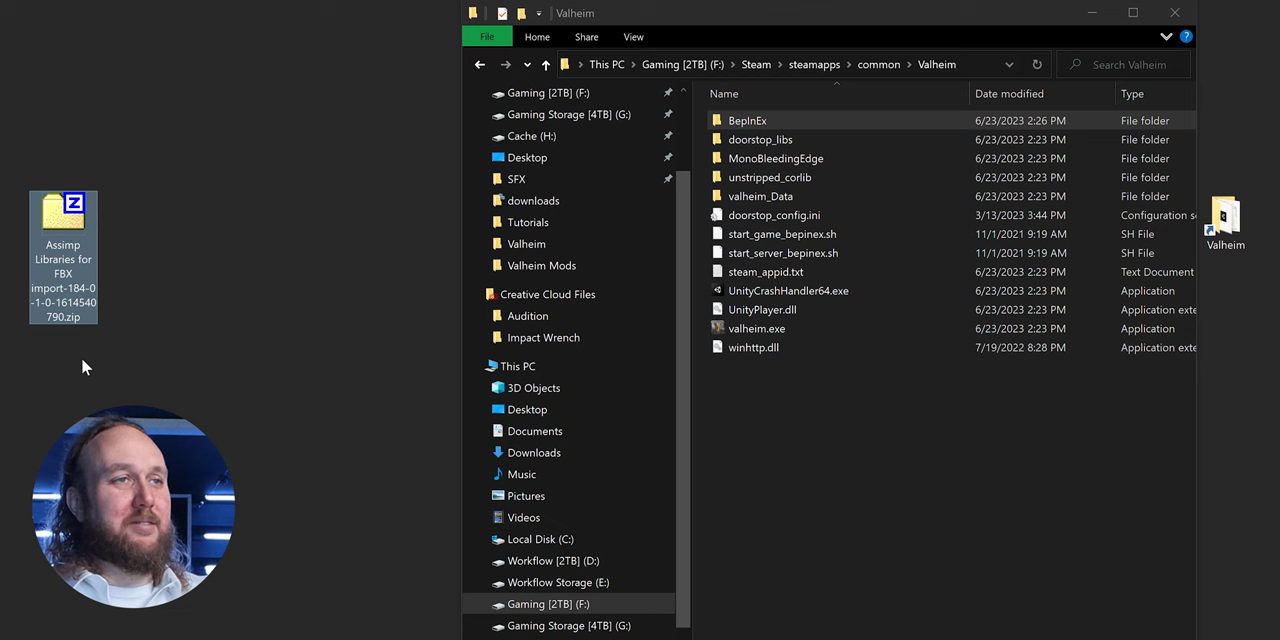 Valheim
File
Home
Share
View
This PC
Gaming [2TB] (F:)
Steam
steamapps
common
Valheim
Search Valheim
Gaming [2TB] (F:)
Gaming Storage [4TB] (G:)
Cache (H:)
Desktop
SFX
downloads
Tutorials
Valheim
Valheim Mods
Creative Cloud Files
Audition
Impact Wrench
This PC
3D Objects
Desktop
Documents
Downloads
Music
Pictures
Videos
Local Disk (C:)
Workflow [2TB] (D:)
Workflow Storage (E:)
Gaming [2TB] (F:)
Gaming Storage [4TB] (G:)
Name Date modified Type
BepInEx 6/23/2023 2:26 PM File folder
doorstop_libs 6/23/2023 2:23 PM File folder
MonoBleedingEdge 6/23/2023 2:23 PM File folder
unstripped_corlib 6/23/2023 2:23 PM File folder
valheim_Data 6/23/2023 2:23 PM File folder
doorstop_config.ini 3/13/2023 3:44 PM Configuration s
start_game_bepinex.sh 11/1/2021 9:19 AM SH File
start_server_bepinex.sh 11/1/2021 9:19 AM SH File
steam_appid.txt 6/23/2023 2:23 PM Text Document
UnityCrashHandler64.exe 6/23/2023 2:23 PM Application
UnityPlayer.dll 6/23/2023 2:23 PM Application exte
valheim.exe 6/23/2023 2:23 PM Application
winhttp.dll 7/19/2022 8:28 PM Application exte
Z
Assimp
Libraries for
FBX
import-184-0
-1-0-1614540
790.zip
Valheim